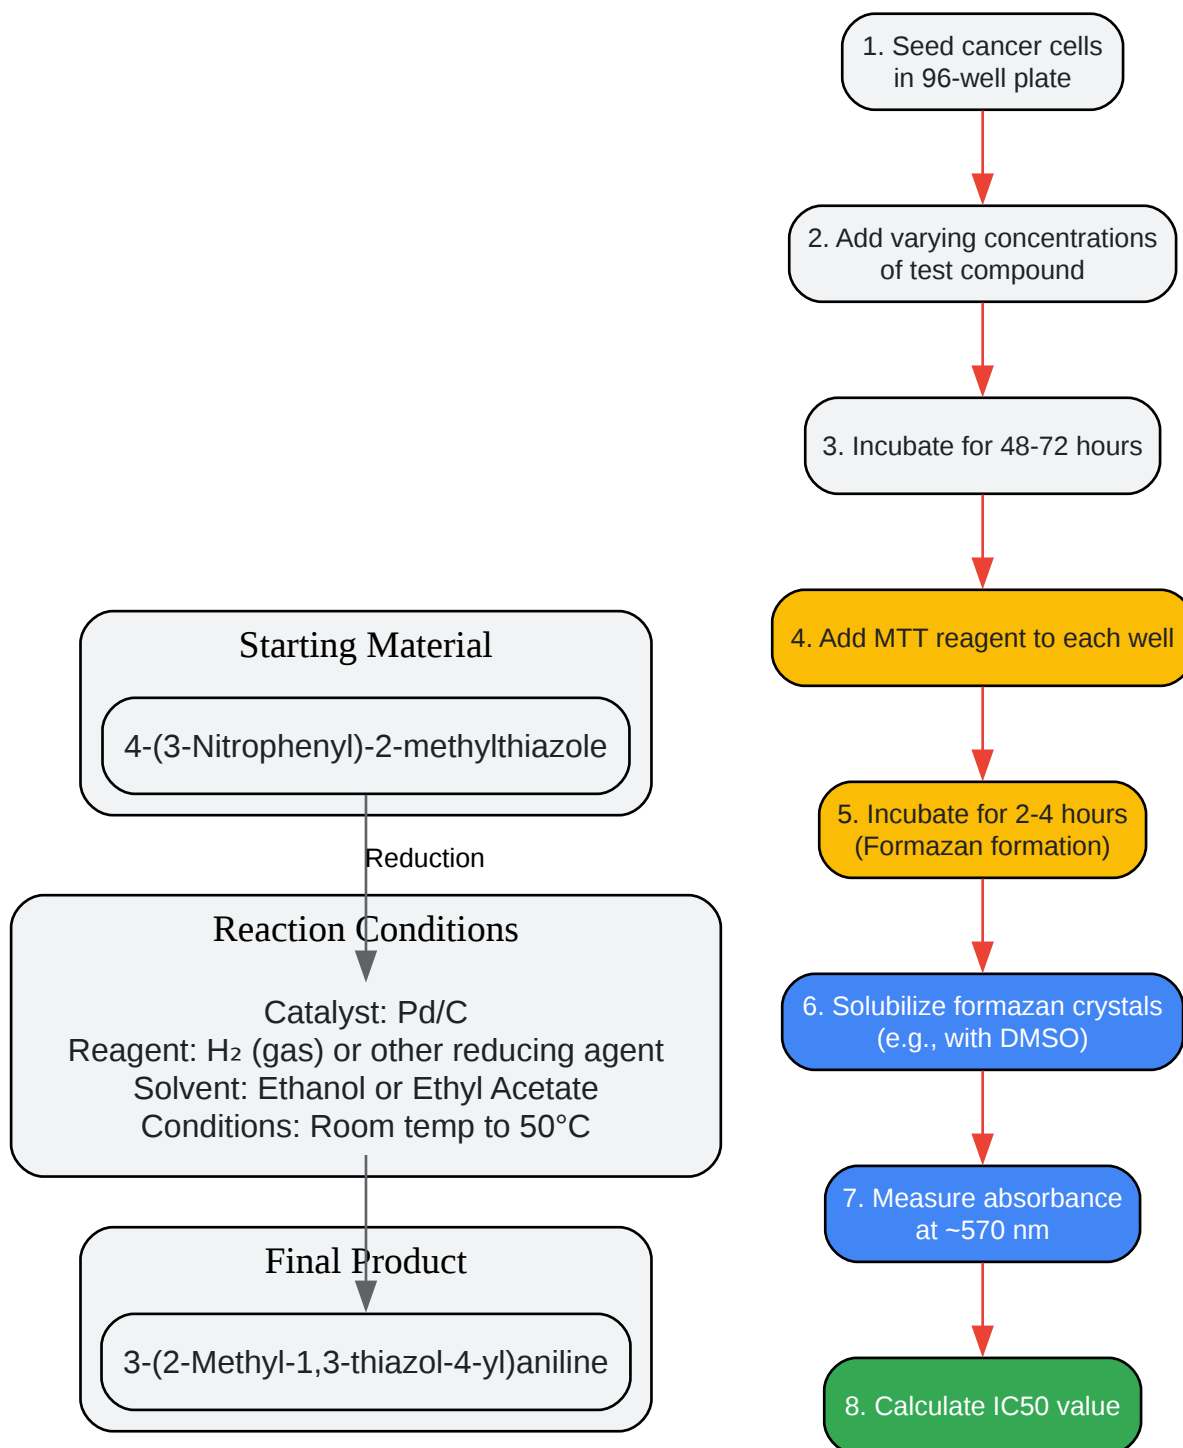 1. Seed cancer cells
in 96-well plate
2. Add varying concentrations
of test compound
3. Incubate for 48-72 hours
4. Add MTT reagent to each well
5. Incubate for 2-4 hours
(Formazan formation)
6. Solubilize formazan crystals
(e.g., with DMSO)
7. Measure absorbance
at ~570 nm
8. Calculate IC50 value
Starting Material
4-(3-Nitrophenyl)-2-methylthiazole
Reduction
Reaction Conditions
Catalyst: Pd/C
Reagent: H₂ (gas) or other reducing agent
Solvent: Ethanol or Ethyl Acetate
Conditions: Room temp to 50°C
Final Product
3-(2-Methyl-1,3-thiazol-4-yl)aniline